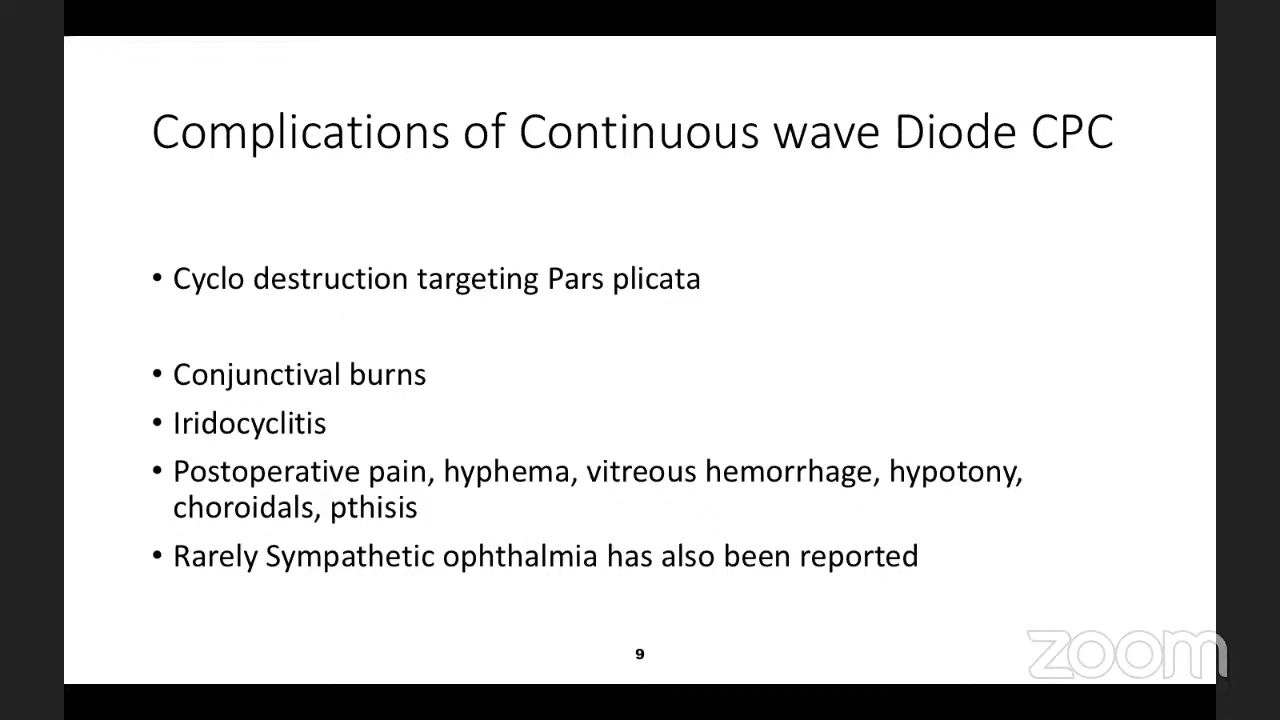 Complications of Continuous wave Diode CPC
• Cyclo destruction targeting Pars plicata
• Conjunctival burns
• Iridocyclitis
• Postoperative pain, hyphema, vitreous hemorrhage, hypotony,
choroidals, pthisis
• Rarely Sympathetic ophthalmia has also been reported
9
zoom